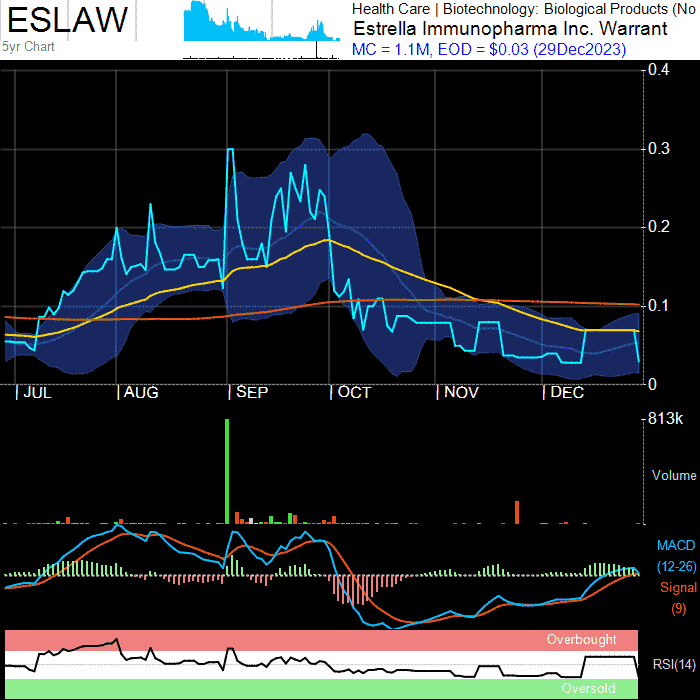 ESLAW
5yr Chart
Health Care | Biotechnology: Biological Products (No
Estrella Immunopharma Inc. Warrant
MC = 1.1M, EOD = $0.03 (29Dec2023)
0.4
0.3
0.2
0.1
0
| JUL | AUG | SEP | OCT | NOV | DEC
813k
Volume
MACD
(12-26)
Signal
(9)
Overbought
RSI(14)
Oversold